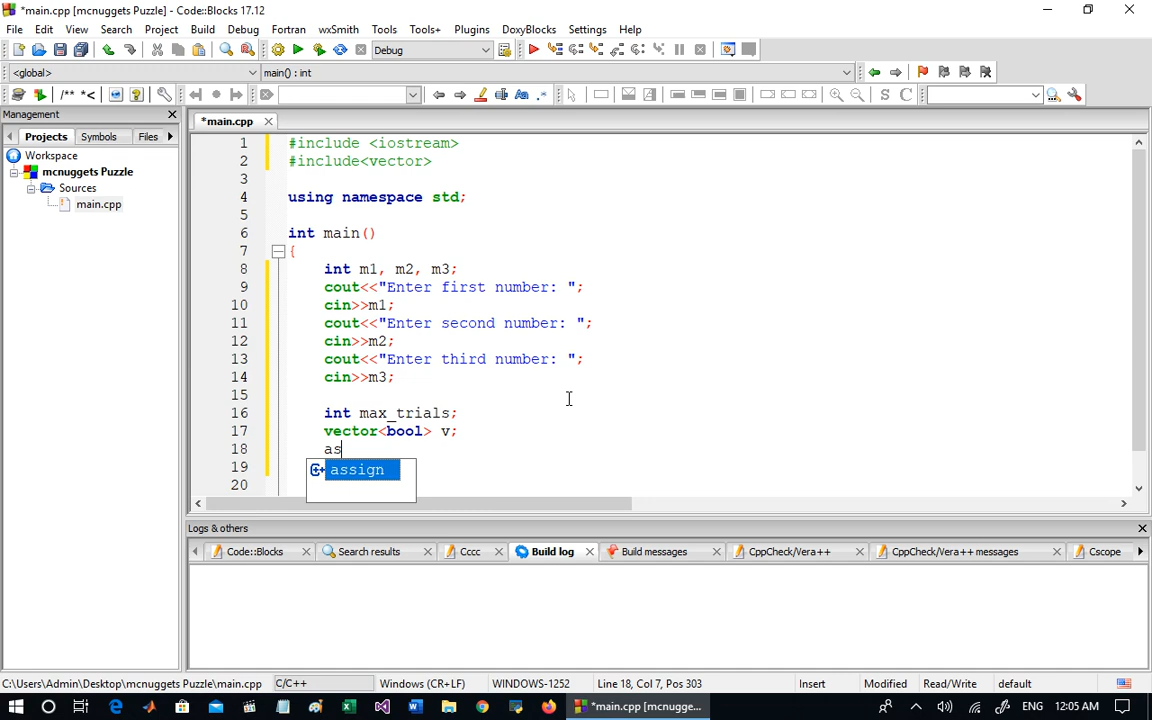 *main.cpp [mcnuggets Puzzle] - Code::Blocks 17.12
File Edit View Search Project Build Debug Fortran wxSmith Tools Tools+ Plugins DoxyBlocks Settings Help
Debug
<global> main() : int
/** *< .* S C
Management
Projects Symbols Files
Workspace
mcnuggets Puzzle
Sources
main.cpp
*main.cpp
1 #include <iostream>
2 #include<vector>
3
4 using namespace std;
5
6 int main()
7 {
8 int m1, m2, m3;
9 cout<<"Enter first number: ";
10 cin>>m1;
11 cout<<"Enter second number: ";
12 cin>>m2;
13 cout<<"Enter third number: ";
14 cin>>m3;
15
16 int max_trials;
17 vector<bool> v;
18 as
19 assign
20
Logs & others
Code::Blocks Search results Cccc Build log Build messages CppCheck/Vera++ CppCheck/Vera++ messages Cscope
C:\Users\Admin\Desktop\mcnuggets Puzzle\main.cpp C/C++ Windows (CR+LF) WINDOWS-1252 Line 18, Col 7, Pos 303 Insert Modified Read/Write default
*main.cpp [mcnugge... ENG 12:05 AM